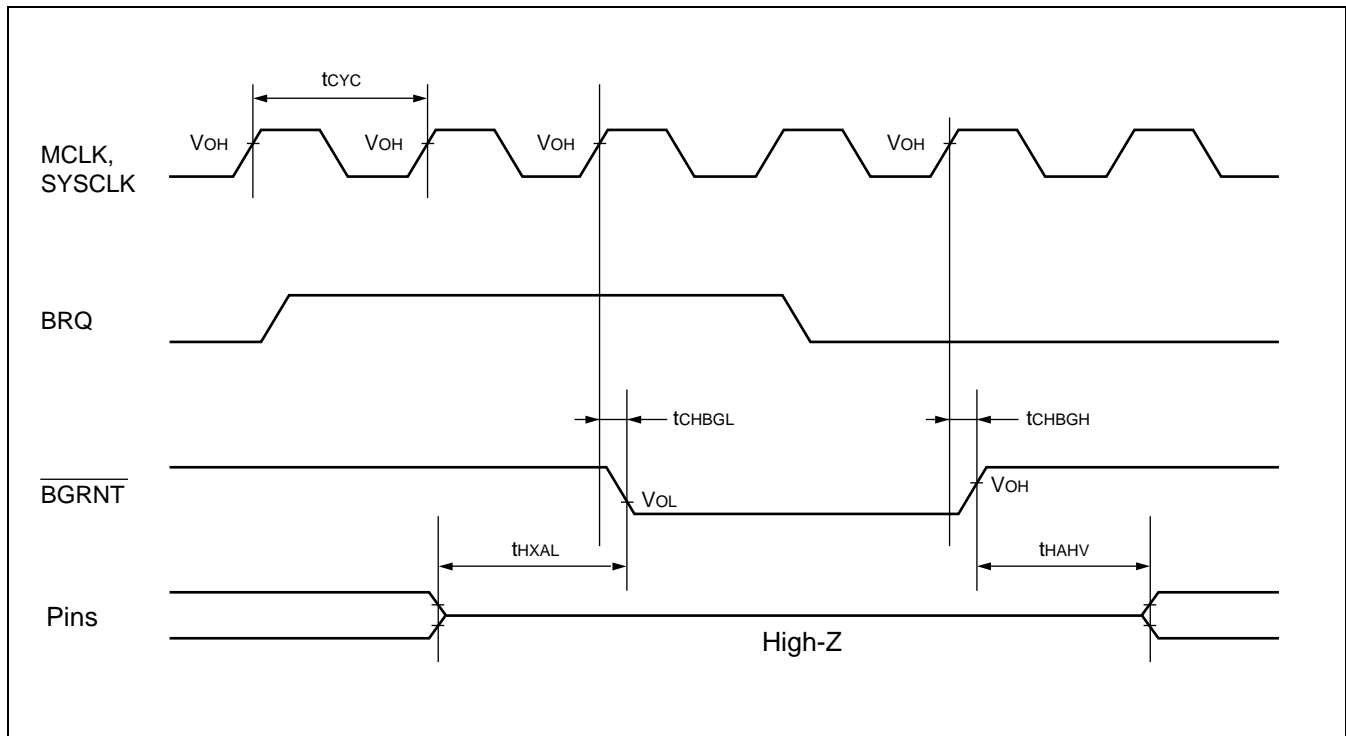 tCYC
VOH VOH VOH VOH
MCLK,
SYSCLK
BRQ
tCHBGL tCHBGH
BGRNT
VOL VOH
tHXAL tHAHV
Pins
High-Z